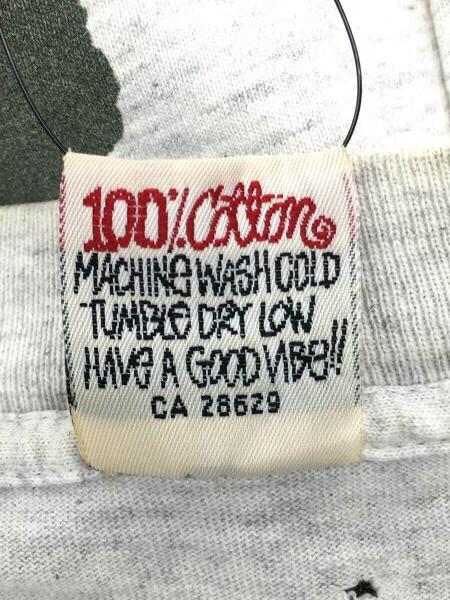 100% Cotton
MACHINE WASH COLD
TUMBLE DRY LOW
HAVE A GOOD VIBE!!
CA 28629